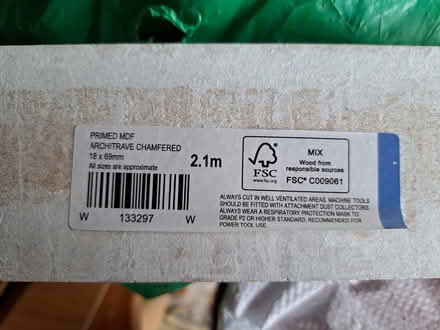 PRIMED MDF
ARCHITRAVE CHAMFERED
18 x 69mm
All sizes are approximate
2.1m
W 133297 W
FSC
www.fsc.org
MIX
Wood from
responsible sources
FSC® C009061
ALWAYS CUT IN WELL VENTILATED AREAS. MACHINE TOOLS
SHOULD BE FITTED WITH ATTACHMENT DUST COLLECTORS.
ALWAYS WEAR A RESPIRATORY PROTECTION MASK TO
GRADE P2 OR HIGHER STANDARD. RECOMMENDED FOR
POWER TOOL USE.